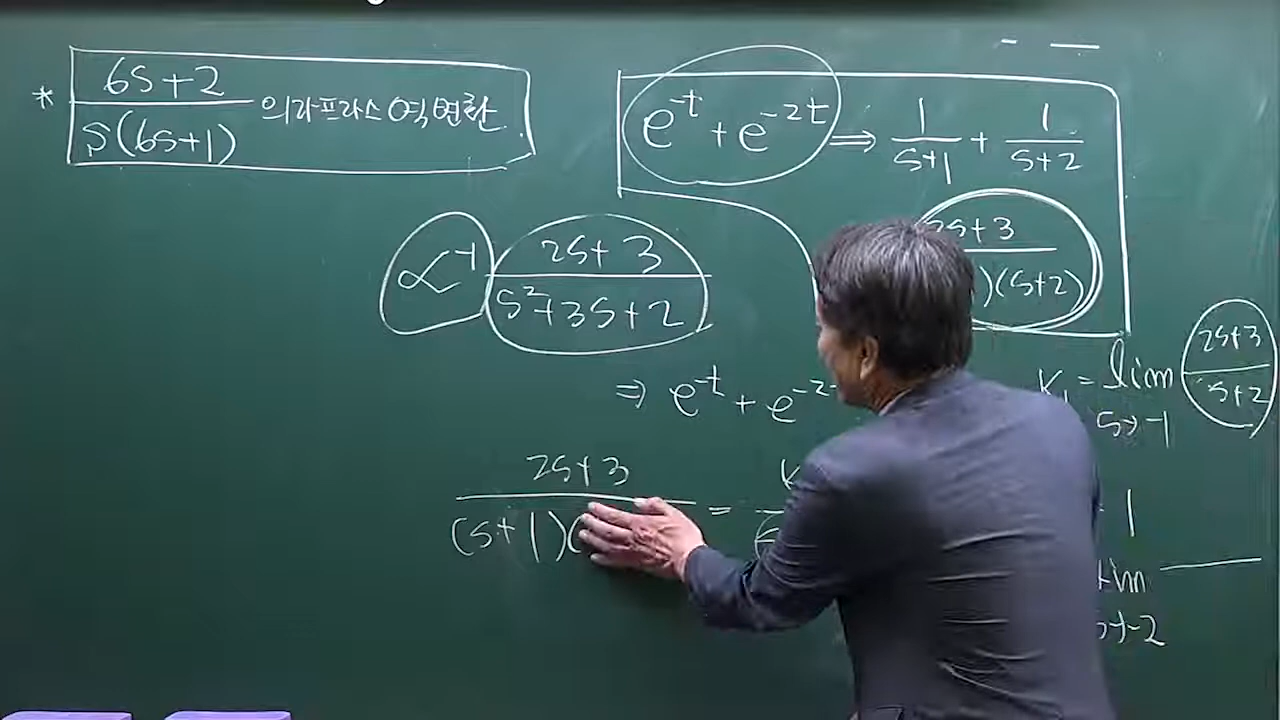 * 6s+2 / s(6s+1) 의 라프라스 역변환
e^-t + e^-2t ⇒ 1/s+1 + 1/s+2
2s+3 / )(s+2)
ℒ^-1 2s+3 / s²+3s+2
⇒ e^-t + e^-2
K₁ = lim s→-1 2s+3 / s+2
1
2s+3 / (s+1)( = K
lim s→-2